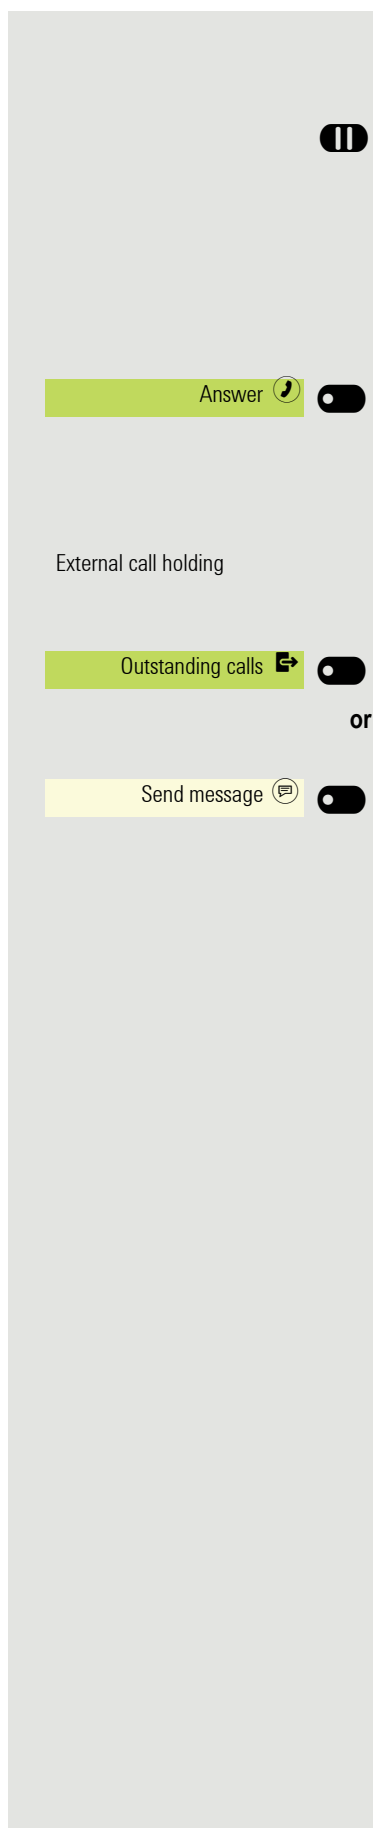 Answer
External call holding
Outstanding calls
or
Send message